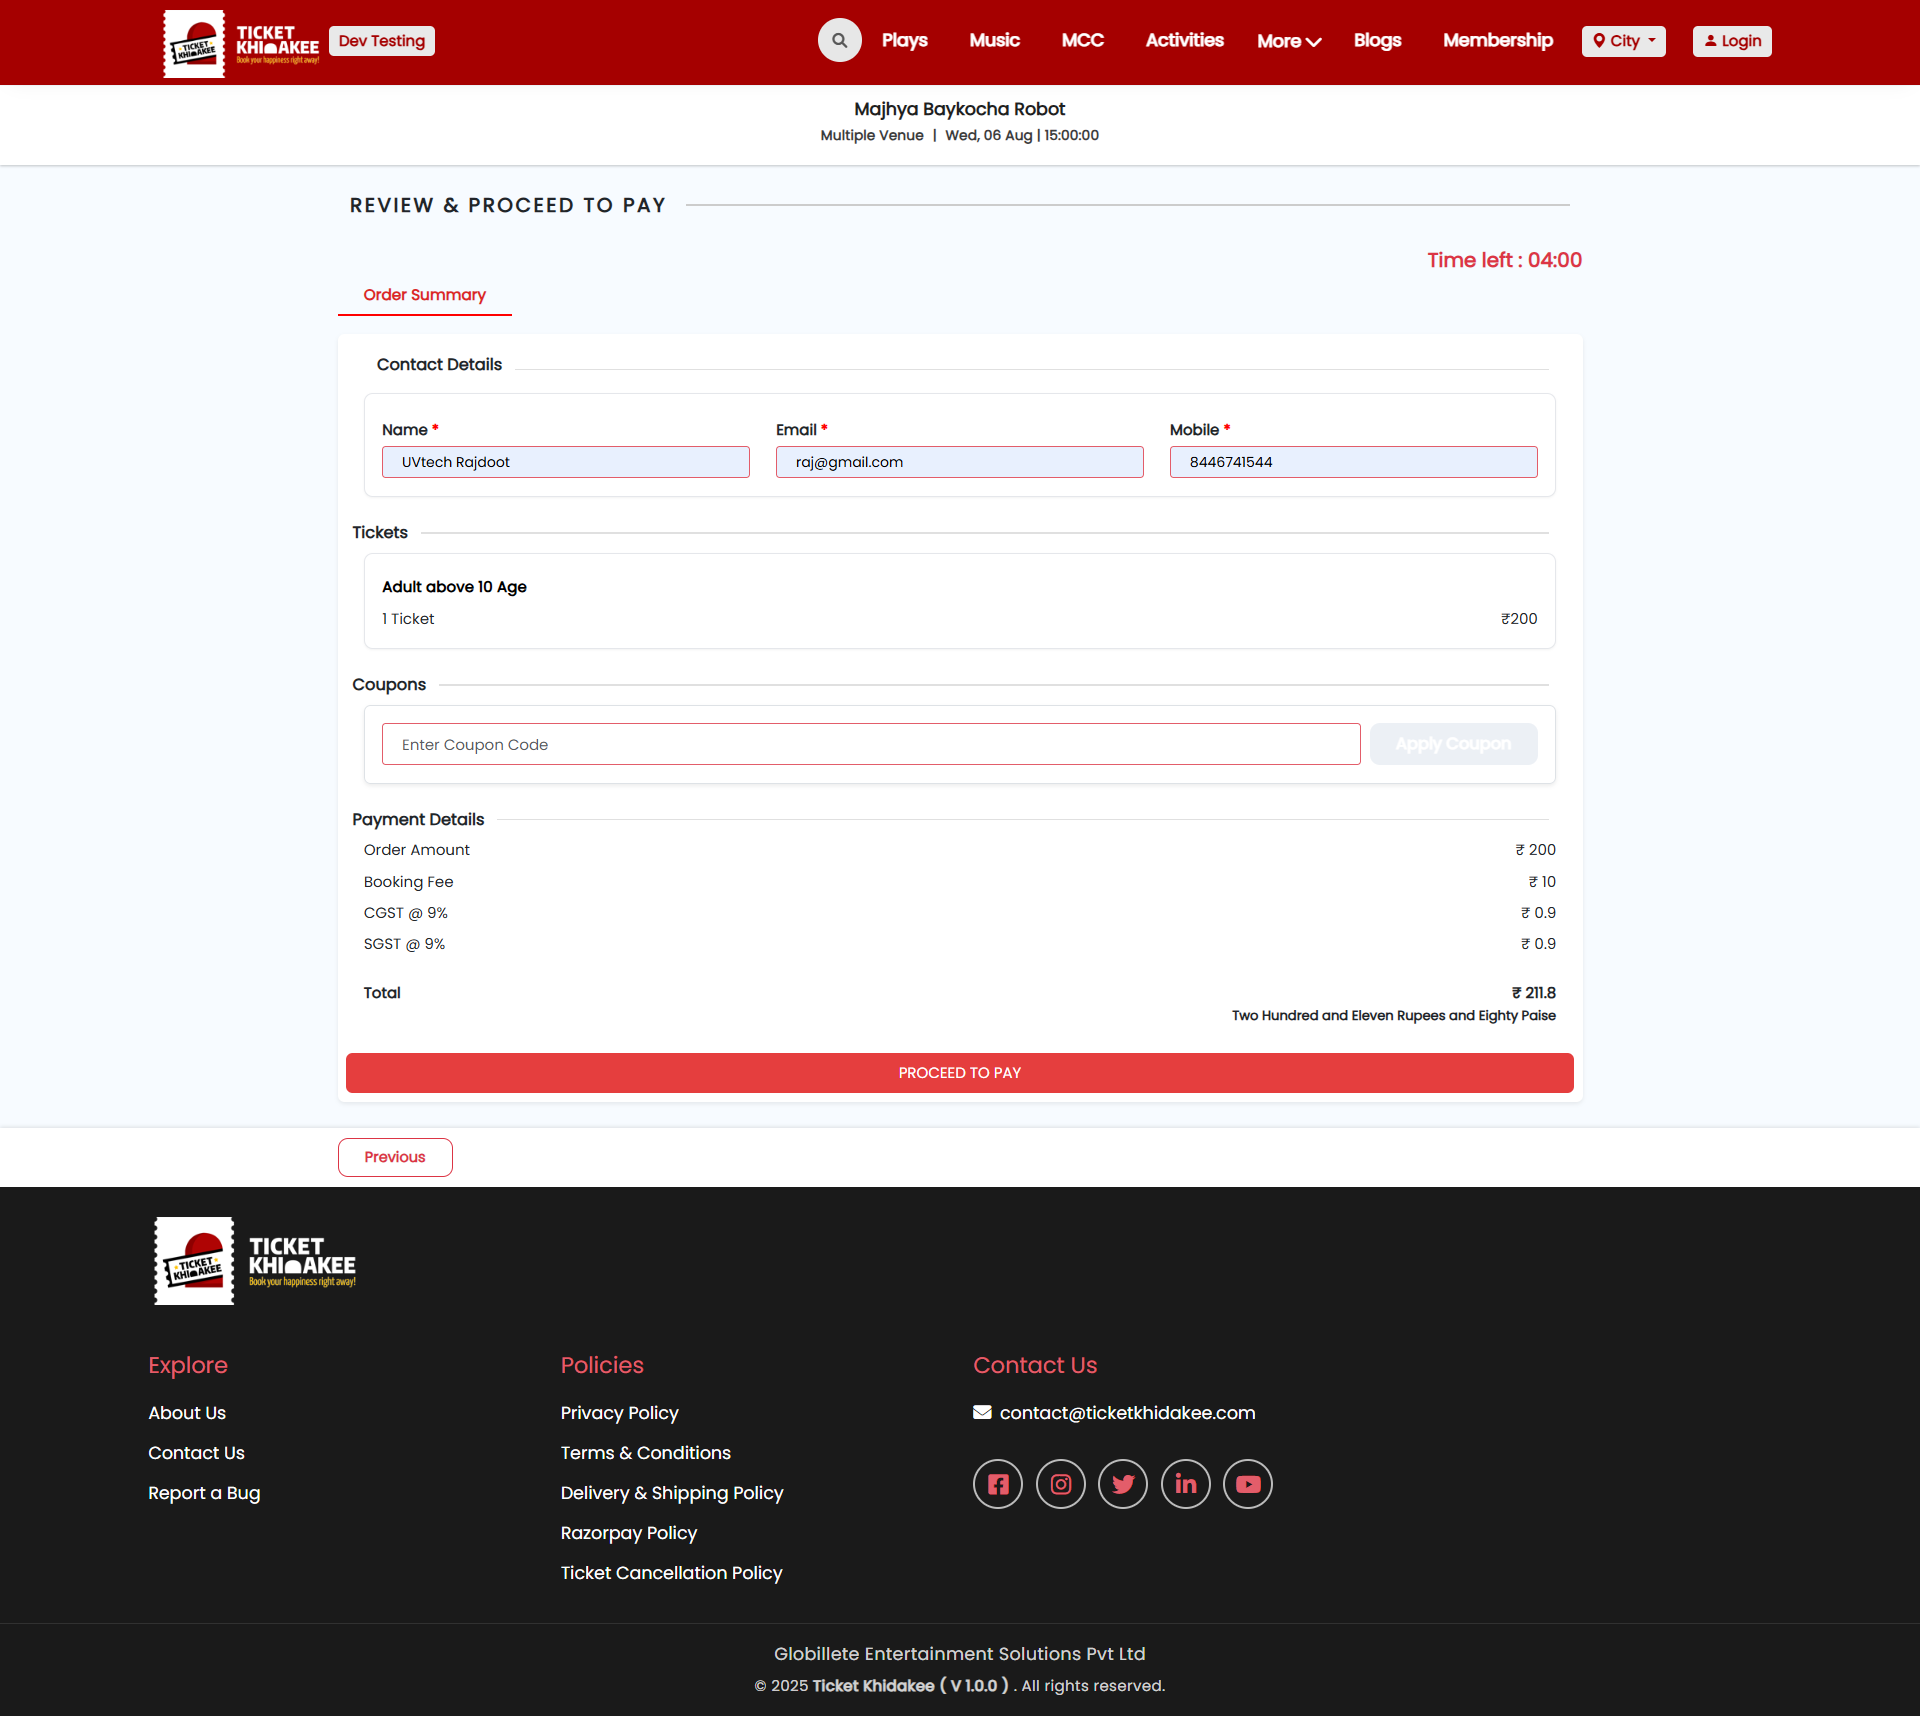 TICKET KHIDAKEE
TICKET
KHIDAKEE
Book your happiness right away!
Dev Testing
Plays
Music
MCC
Activities
More
Blogs
Membership
City
Login
Majhya Baykocha Robot
Multiple Venue | Wed, 06 Aug | 15:00:00
REVIEW & PROCEED TO PAY
Time left : 04:00
Order Summary
Contact Details
Name *
Email *
Mobile *
UVtech Rajdoot
raj@gmail.com
8446741544
Tickets
Adult above 10 Age
1 Ticket
₹200
Coupons
Enter Coupon Code
Apply Coupon
Payment Details
Order Amount
₹ 200
Booking Fee
₹ 10
CGST @ 9%
₹ 0.9
SGST @ 9%
₹ 0.9
Total
₹ 211.8
Two Hundred and Eleven Rupees and Eighty Paise
PROCEED TO PAY
Previous
TICKET KHIDAKEE
TICKET
KHIDAKEE
Book your happiness right away!
Explore
About Us
Contact Us
Report a Bug
Policies
Privacy Policy
Terms & Conditions
Delivery & Shipping Policy
Razorpay Policy
Ticket Cancellation Policy
Contact Us
contact@ticketkhidakee.com
Globillete Entertainment Solutions Pvt Ltd
© 2025 Ticket Khidakee ( V 1.0.0 ) . All rights reserved.